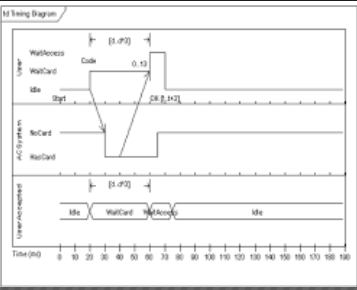 td Timing Diagram
{d..d*3}
User
WaitAccess
WaitCard
Idle
Code
0..13
Start
OK {t..t+3}
AC System
NoCard
HasCard
{d..d*3}
UserAccepted
Idle
WaitCard
WaitAccess
Idle
Time (ms)
0 10 20 30 40 50 60 70 80 90 100 110 120 130 140 150 160 170 180 190